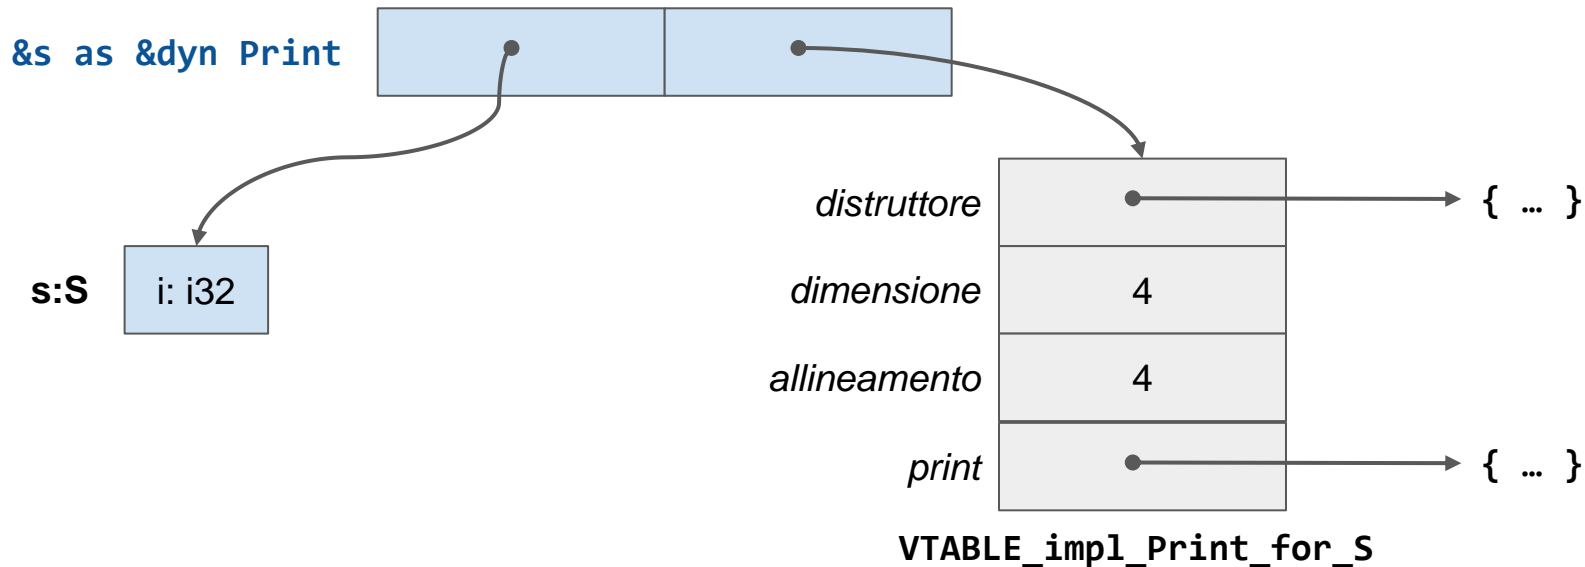 &s as &dyn Print
distruttore
{ … }
s:S
i: i32
dimensione
4
allineamento
4
print
{ … }
VTABLE_impl_Print_for_S